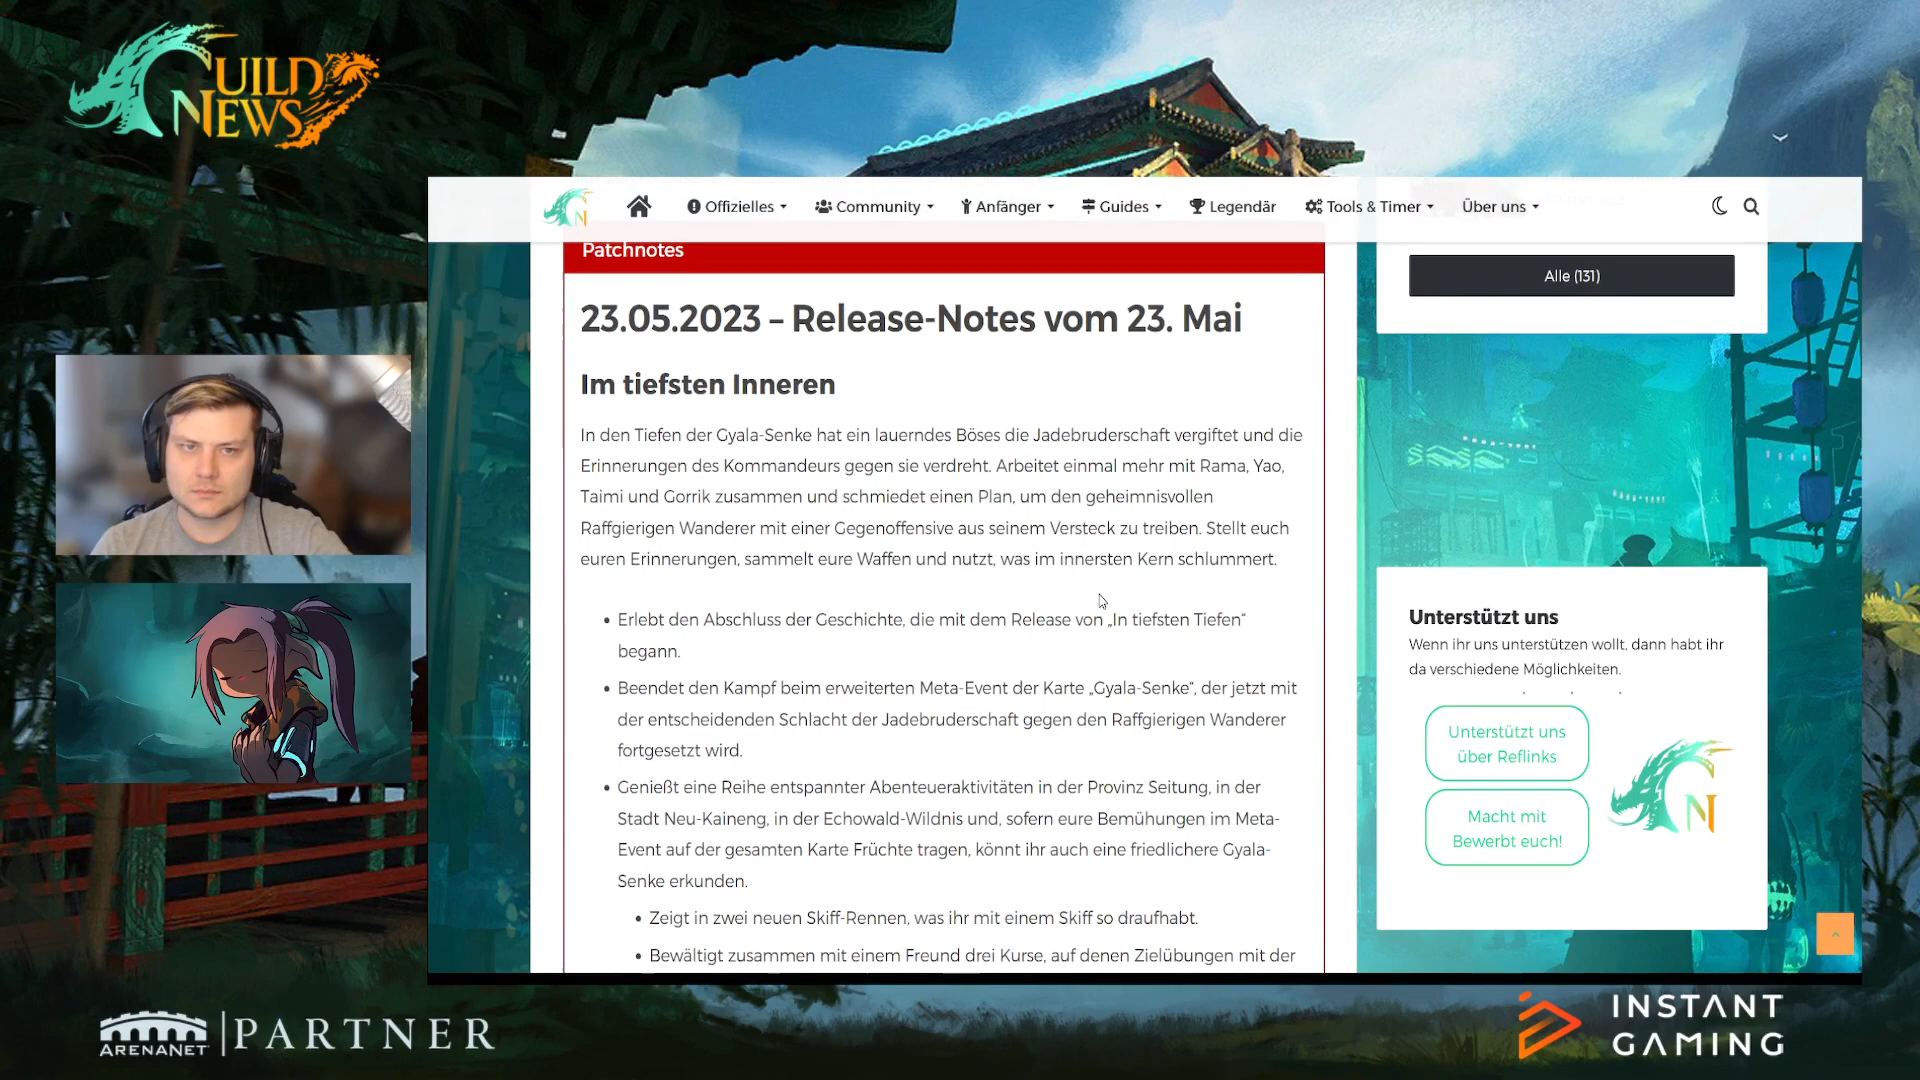 GUILD
NEWS
Offizielles
Community
Anfänger
Guides
Legendär
Tools & Timer
Über uns
Patchnotes
23.05.2023 – Release-Notes vom 23. Mai
Im tiefsten Inneren
In den Tiefen der Gyala-Senke hat ein lauerndes Böses die Jadebruderschaft vergiftet und die
Erinnerungen des Kommandeurs gegen sie verdreht. Arbeitet einmal mehr mit Rama, Yao,
Taimi und Gorrik zusammen und schmiedet einen Plan, um den geheimnisvollen
Raffgierigen Wanderer mit einer Gegenoffensive aus seinem Versteck zu treiben. Stellt euch
euren Erinnerungen, sammelt eure Waffen und nutzt, was im innersten Kern schlummert.
• Erlebt den Abschluss der Geschichte, die mit dem Release von „In tiefsten Tiefen“
begann.
• Beendet den Kampf beim erweiterten Meta-Event der Karte „Gyala-Senke“, der jetzt mit
der entscheidenden Schlacht der Jadebruderschaft gegen den Raffgierigen Wanderer
fortgesetzt wird.
• Genießt eine Reihe entspannter Abenteueraktivitäten in der Provinz Seitung, in der
Stadt Neu-Kaineng, in der Echowald-Wildnis und, sofern eure Bemühungen im Meta-
Event auf der gesamten Karte Früchte tragen, könnt ihr auch eine friedlichere Gyala-
Senke erkunden.
• Zeigt in zwei neuen Skiff-Rennen, was ihr mit einem Skiff so draufhabt.
• Bewältigt zusammen mit einem Freund drei Kurse, auf denen Zielübungen mit der
Alle (131)
Unterstützt uns
Wenn ihr uns unterstützen wollt, dann habt ihr
da verschiedene Möglichkeiten.
Unterstützt uns
über Reflinks
Macht mit
Bewerbt euch!
N
ARENANET | PARTNER
INSTANT
GAMING